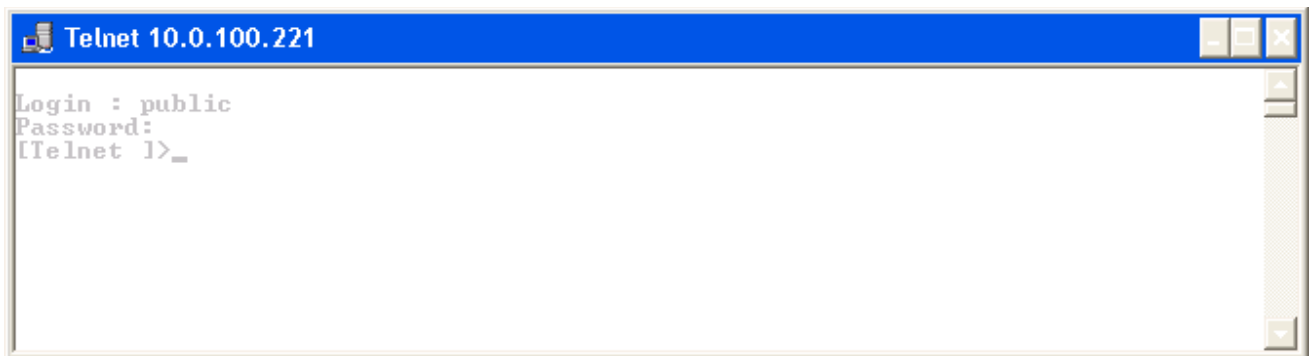 Telnet 10.0.100.221
Login : public
Password:
[Telnet ]>_